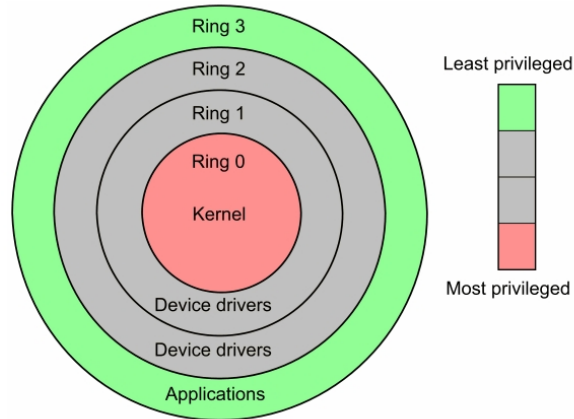 Ring 3
Ring 2
Ring 1
Ring 0
Kernel
Device drivers
Device drivers
Applications
Least privileged
Most privileged